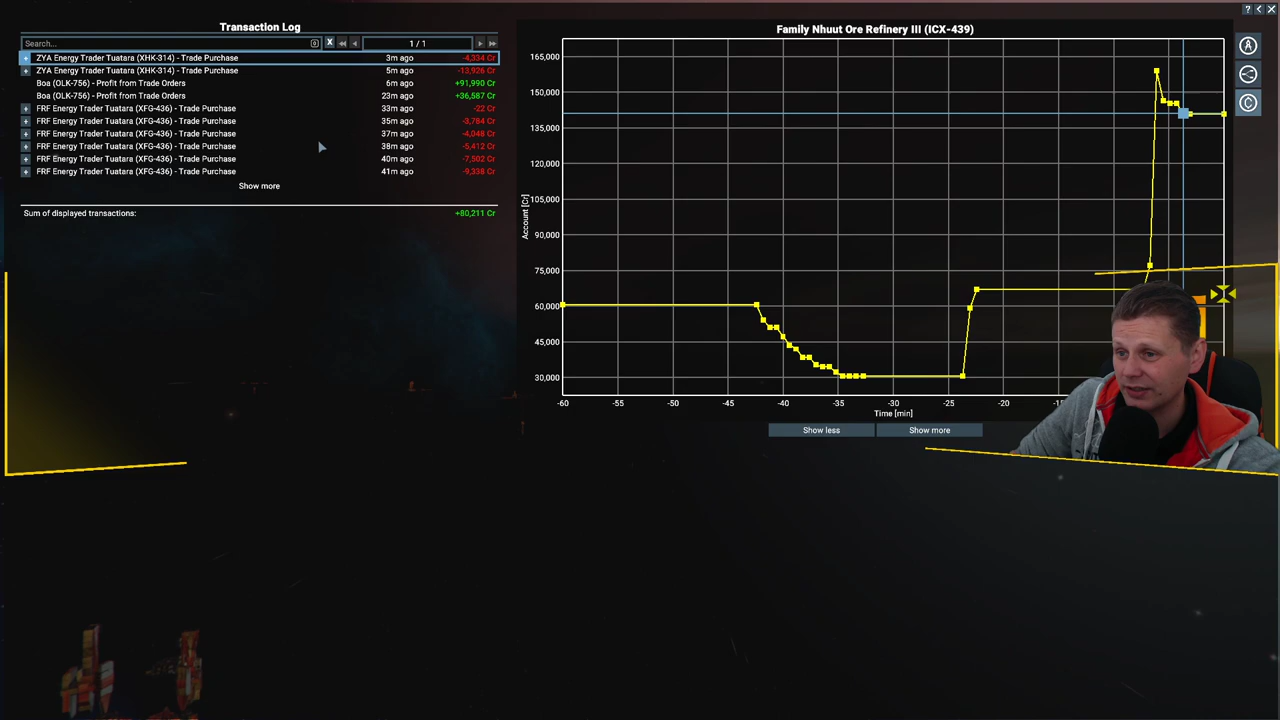 Transaction Log
Search...
0
X
1 / 1
+ ZYA Energy Trader Tuatara (XHK-314) - Trade Purchase 3m ago -4,334 Cr
+ ZYA Energy Trader Tuatara (XHK-314) - Trade Purchase 5m ago -13,926 Cr
Boa (OLK-756) - Profit from Trade Orders 6m ago +91,990 Cr
Boa (OLK-756) - Profit from Trade Orders 23m ago +36,587 Cr
+ FRF Energy Trader Tuatara (XFG-436) - Trade Purchase 33m ago -22 Cr
+ FRF Energy Trader Tuatara (XFG-436) - Trade Purchase 35m ago -3,784 Cr
+ FRF Energy Trader Tuatara (XFG-436) - Trade Purchase 37m ago -4,048 Cr
+ FRF Energy Trader Tuatara (XFG-436) - Trade Purchase 38m ago -5,412 Cr
+ FRF Energy Trader Tuatara (XFG-436) - Trade Purchase 40m ago -7,502 Cr
+ FRF Energy Trader Tuatara (XFG-436) - Trade Purchase 41m ago -9,338 Cr
Show more
Sum of displayed transactions: +80,211 Cr
? < X
Family Nhuut Ore Refinery III (ICX-439)
165,000
150,000
135,000
120,000
105,000
90,000
75,000
60,000
45,000
30,000
Account [Cr]
-60 -55 -50 -45 -40 -35 -30 -25 -20
Time [min]
Show less Show more